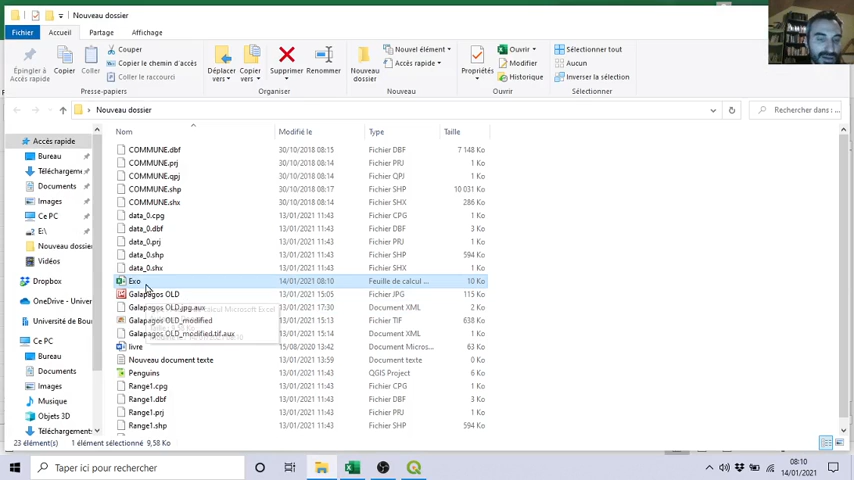 Nouveau dossier
Fichier Accueil Partage Affichage
Épingler à Accès rapide
Copier
Coller
Couper
Copier le chemin d'accès
Coller le raccourci
Déplacer vers
Copier vers
Supprimer
Renommer
Nouveau dossier
Nouvel élément
Accès rapide
Propriétés
Ouvrir
Modifier
Historique
Sélectionner tout
Aucun
Inverser la sélection
Presse-papiers Organiser Nouveau Ouvrir Sélectionner
Nouveau dossier
Rechercher dans : ...
Nom Modifié le Type Taille
Accès rapide
Bureau
Téléchargem
Documents
Images
Ce PC
E:\
Nouveau dossier
Vidéos
Dropbox
OneDrive - Univer
Université de Bou
Ce PC
Bureau
Documents
Images
Musique
Objets 3D
Téléchargement
COMMUNE.dbf 30/10/2018 08:15 Fichier DBF 7 148 Ko
COMMUNE.prj 30/10/2018 08:14 Fichier PRJ 1 Ko
COMMUNE.qpj 30/10/2018 08:14 Fichier QPJ 1 Ko
COMMUNE.shp 30/10/2018 08:17 Fichier SHP 10 031 Ko
COMMUNE.shx 30/10/2018 08:14 Fichier SHX 286 Ko
data_0.cpg 13/01/2021 11:43 Fichier CPG 1 Ko
data_0.dbf 13/01/2021 11:43 Fichier DBF 3 Ko
data_0.prj 13/01/2021 11:43 Fichier PRJ 1 Ko
data_0.shp 13/01/2021 11:43 Fichier SHP 594 Ko
data_0.shx 13/01/2021 11:43 Fichier SHX 1 Ko
Exo 14/01/2021 08:10 Feuille de calcul ... 10 Ko
Galapagos OLD 13/01/2021 15:05 Fichier JPG 115 Ko
Galapagos OLD.jpg.aux 13/01/2021 17:30 Document XML 2 Ko
Galapagos OLD_modified 13/01/2021 15:13 Fichier TIF 638 Ko
Galapagos OLD_modified.tif.aux 13/01/2021 15:14 Document XML 1 Ko
livre 15/08/2020 13:42 Document Micros... 19 Ko
Nouveau document texte 13/01/2021 13:59 Document texte 0 Ko
Penguins 13/01/2021 11:47 QGIS Project 6 Ko
Range1.cpg 13/01/2021 11:43 Fichier CPG 1 Ko
Range1.dbf 13/01/2021 11:43 Fichier DBF 3 Ko
Range1.prj 13/01/2021 11:43 Fichier PRJ 1 Ko
Range1.shp 13/01/2021 11:43 Fichier SHP 594 Ko
23 élément(s) 1 élément sélectionné 9,58 Ko
Taper ici pour rechercher
08:10
14/01/2021